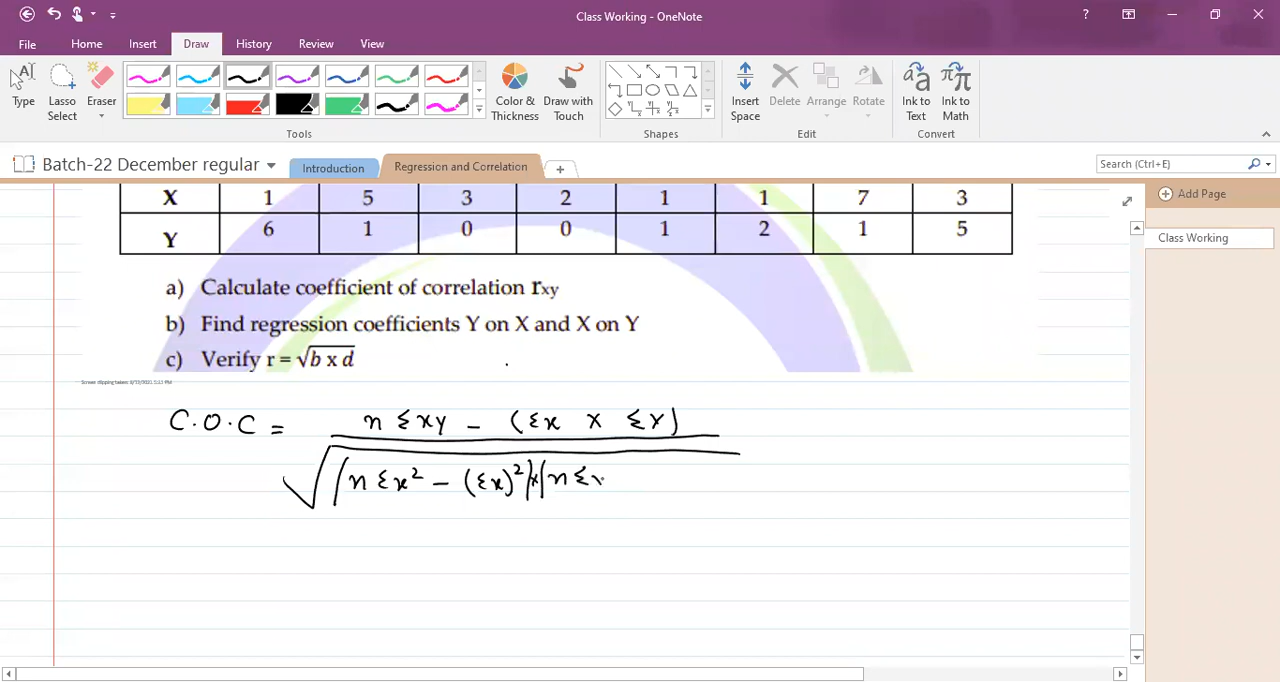 Class Working - OneNote
?
File Home Insert Draw History Review View
Type Lasso Select Eraser Color & Thickness Draw with Touch Insert Space Delete Arrange Rotate Ink to Text Ink to Math
Tools Shapes Edit Convert
Batch-22 December regular Introduction Regression and Correlation Search (Ctrl+E)
Add Page
Class Working
X 1 5 3 2 1 1 7 3
Y 6 1 0 0 1 2 1 5
a) Calculate coefficient of correlation rxy
b) Find regression coefficients Y on X and X on Y
c) Verify r = √b x d
C.O.C = n Σxy - (Σx X Σy)
√(n Σx² - (Σx)²)x(n Σ